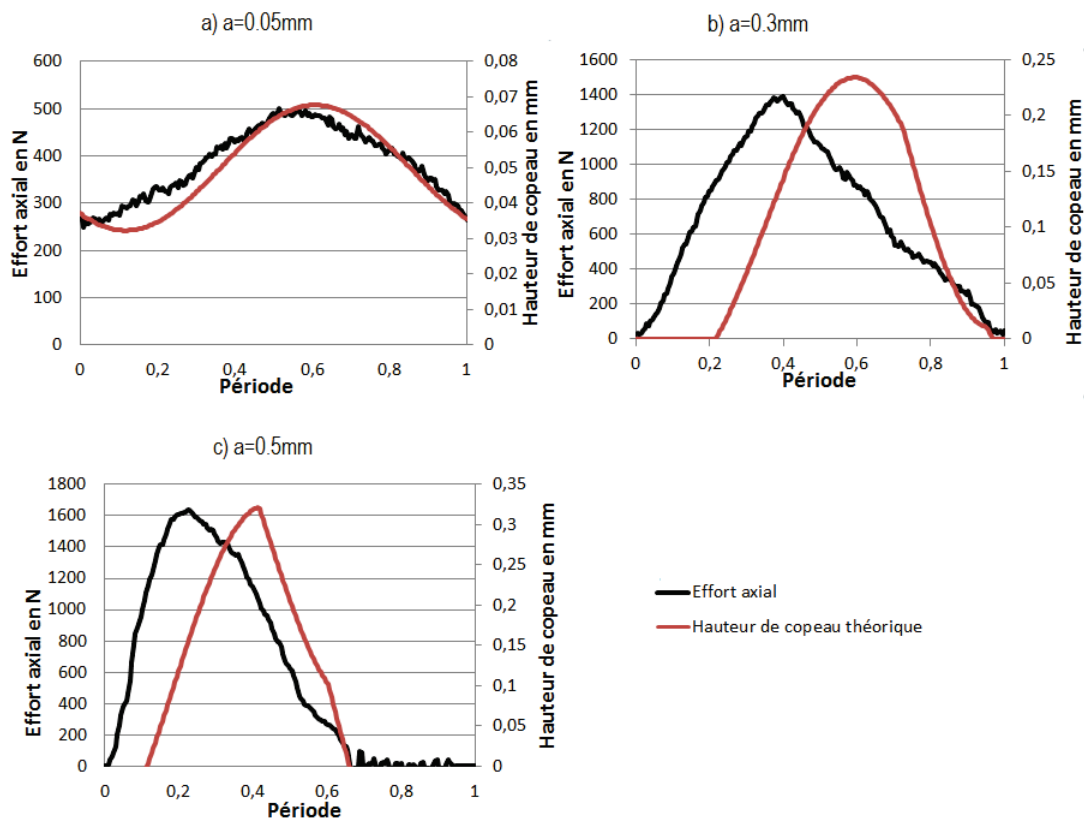 a) a=0.05mm
Effort axial en N
600
500
400
300
200
100
0
0,08
0,07
0,06
0,05
0,04
0,03
0,02
0,01
0
Hauteur de copeau en mm
0 0,2 0,4 0,6 0,8 1
Période
b) a=0.3mm
Effort axial en N
1600
1400
1200
1000
800
600
400
200
0
0,25
0,2
0,15
0,1
0,05
0
Hauteur de copeau en mm
0 0,2 0,4 0,6 0,8 1
Période
c) a=0.5mm
Effort axial en N
1800
1600
1400
1200
1000
800
600
400
200
0
0,35
0,3
0,25
0,2
0,15
0,1
0,05
0
Hauteur de copeau en mm
0 0,2 0,4 0,6 0,8 1
Période
Effort axial
Hauteur de copeau théorique